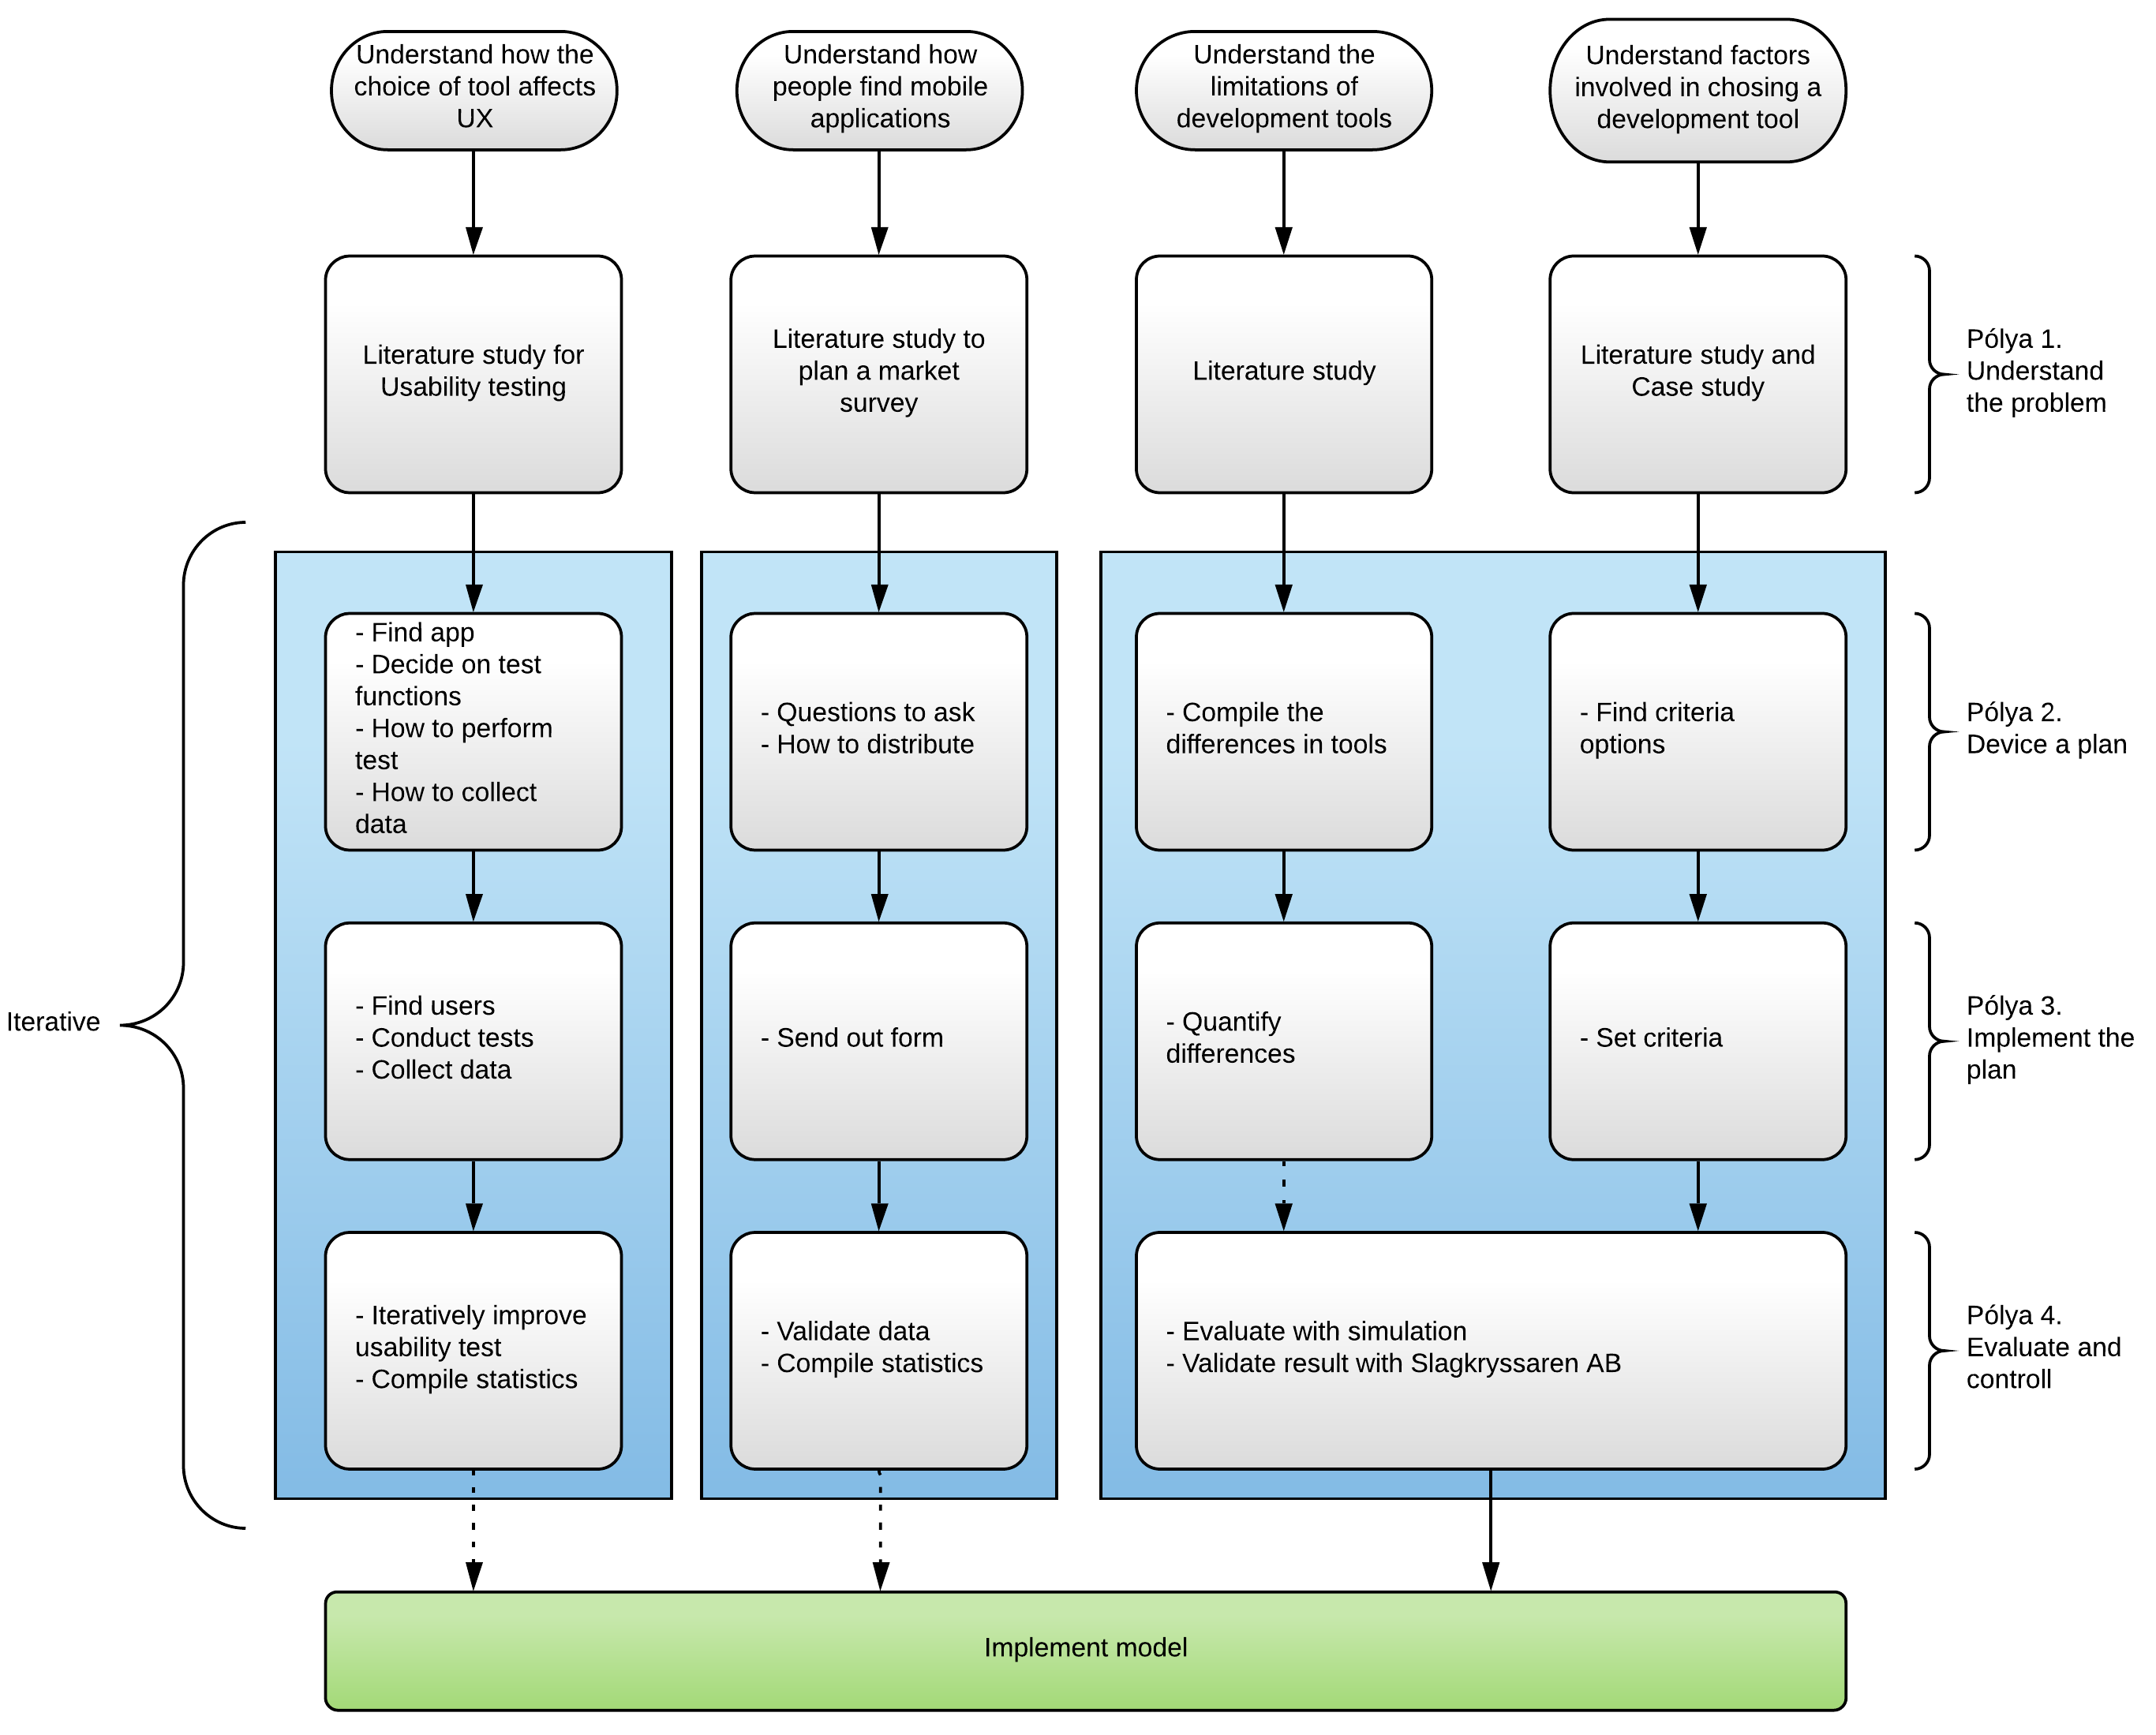 Understand how the
choice of tool affects
UX
Understand how
people find mobile
applications
Understand the
limitations of
development tools
Understand factors
involved in chosing a
development tool
Literature study for
Usability testing
Literature study to
plan a market
survey
Literature study
Literature study and
Case study
Pólya 1.
Understand
the problem
Iterative
- Find app
- Decide on test
functions
- How to perform
test
- How to collect
data
- Questions to ask
- How to distribute
- Compile the
differences in tools
- Find criteria
options
Pólya 2.
Device a plan
- Find users
- Conduct tests
- Collect data
- Send out form
- Quantify
differences
- Set criteria
Pólya 3.
Implement the
plan
- Iteratively improve
usability test
- Compile statistics
- Validate data
- Compile statistics
- Evaluate with simulation
- Validate result with Slagkryssaren AB
Pólya 4.
Evaluate and
controll
Implement model